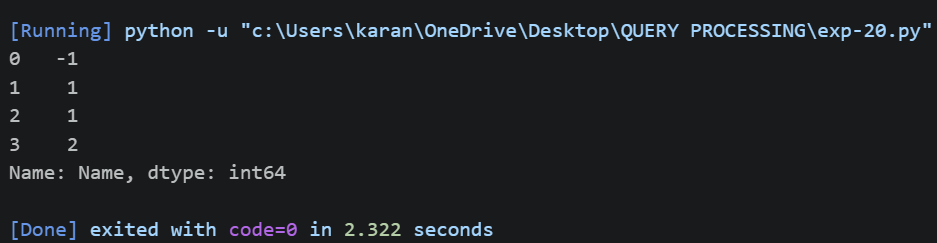 [Running] python -u "c:\Users\karan\OneDrive\Desktop\QUERY PROCESSING\exp-20.py"
0   -1
1    1
2    1
3    2
Name: Name, dtype: int64

[Done] exited with code=0 in 2.322 seconds